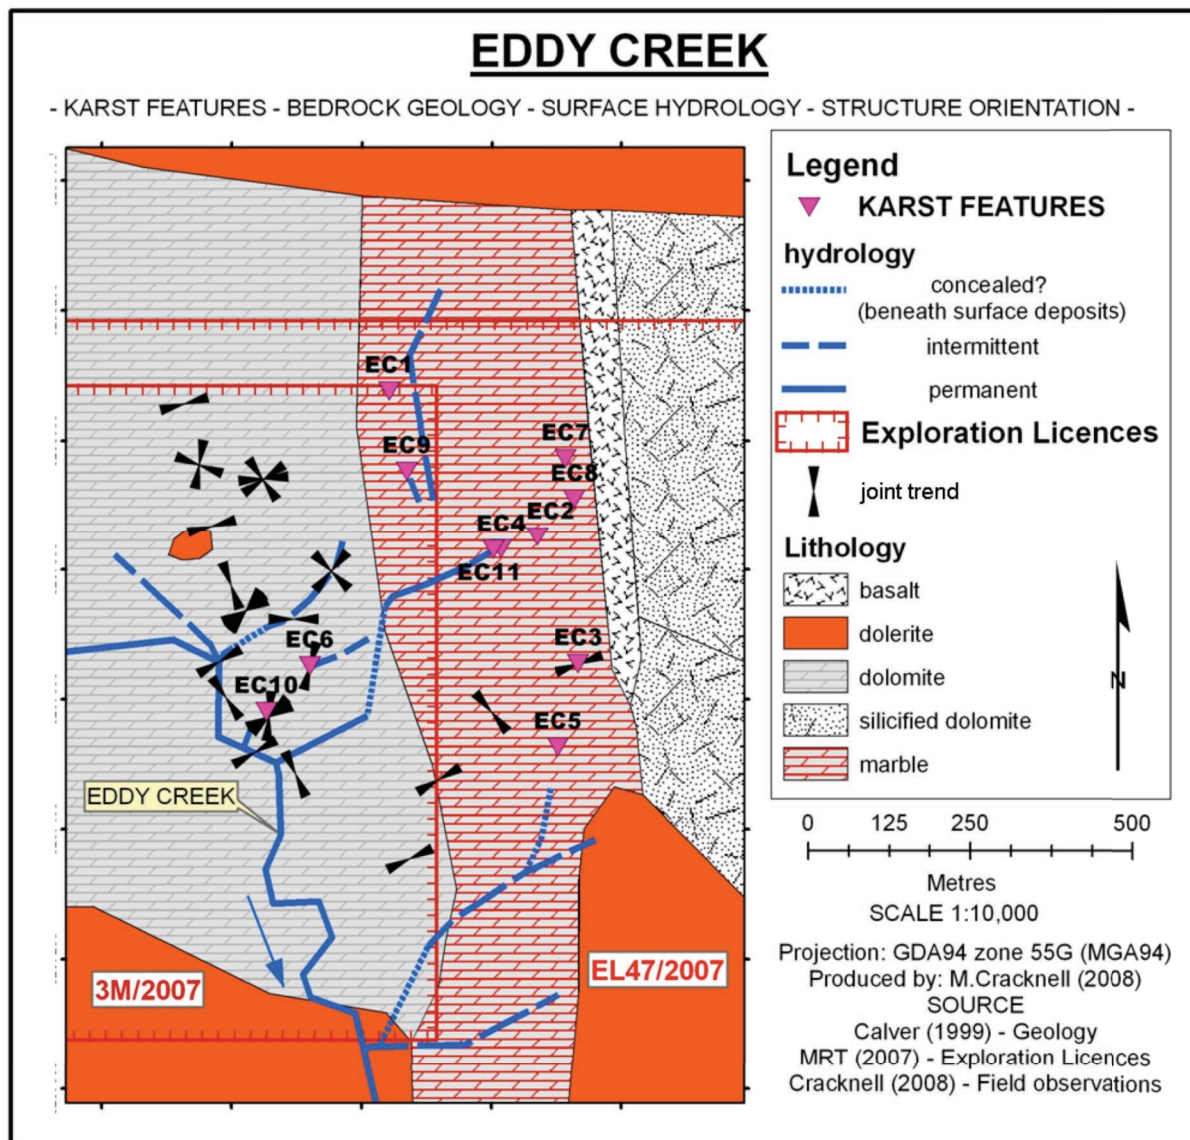 EDDY CREEK
- KARST FEATURES - BEDROCK GEOLOGY - SURFACE HYDROLOGY - STRUCTURE ORIENTATION -
EC1
EC9
EC7
EC8
EC2
EC4
EC11
EC3
EC6
EC10
EC5
EDDY CREEK
3M/2007
EL47/2007
Legend
KARST FEATURES
hydrology
concealed?
(beneath surface deposits)
intermittent
permanent
Exploration Licences
joint trend
Lithology
basalt
dolerite
dolomite
silicified dolomite
marble
N
0 125 250 500
Metres
SCALE 1:10,000
Projection: GDA94 zone 55G (MGA94)
Produced by: M.Cracknell (2008)
SOURCE
Calver (1999) - Geology
MRT (2007) - Exploration Licences
Cracknell (2008) - Field observations